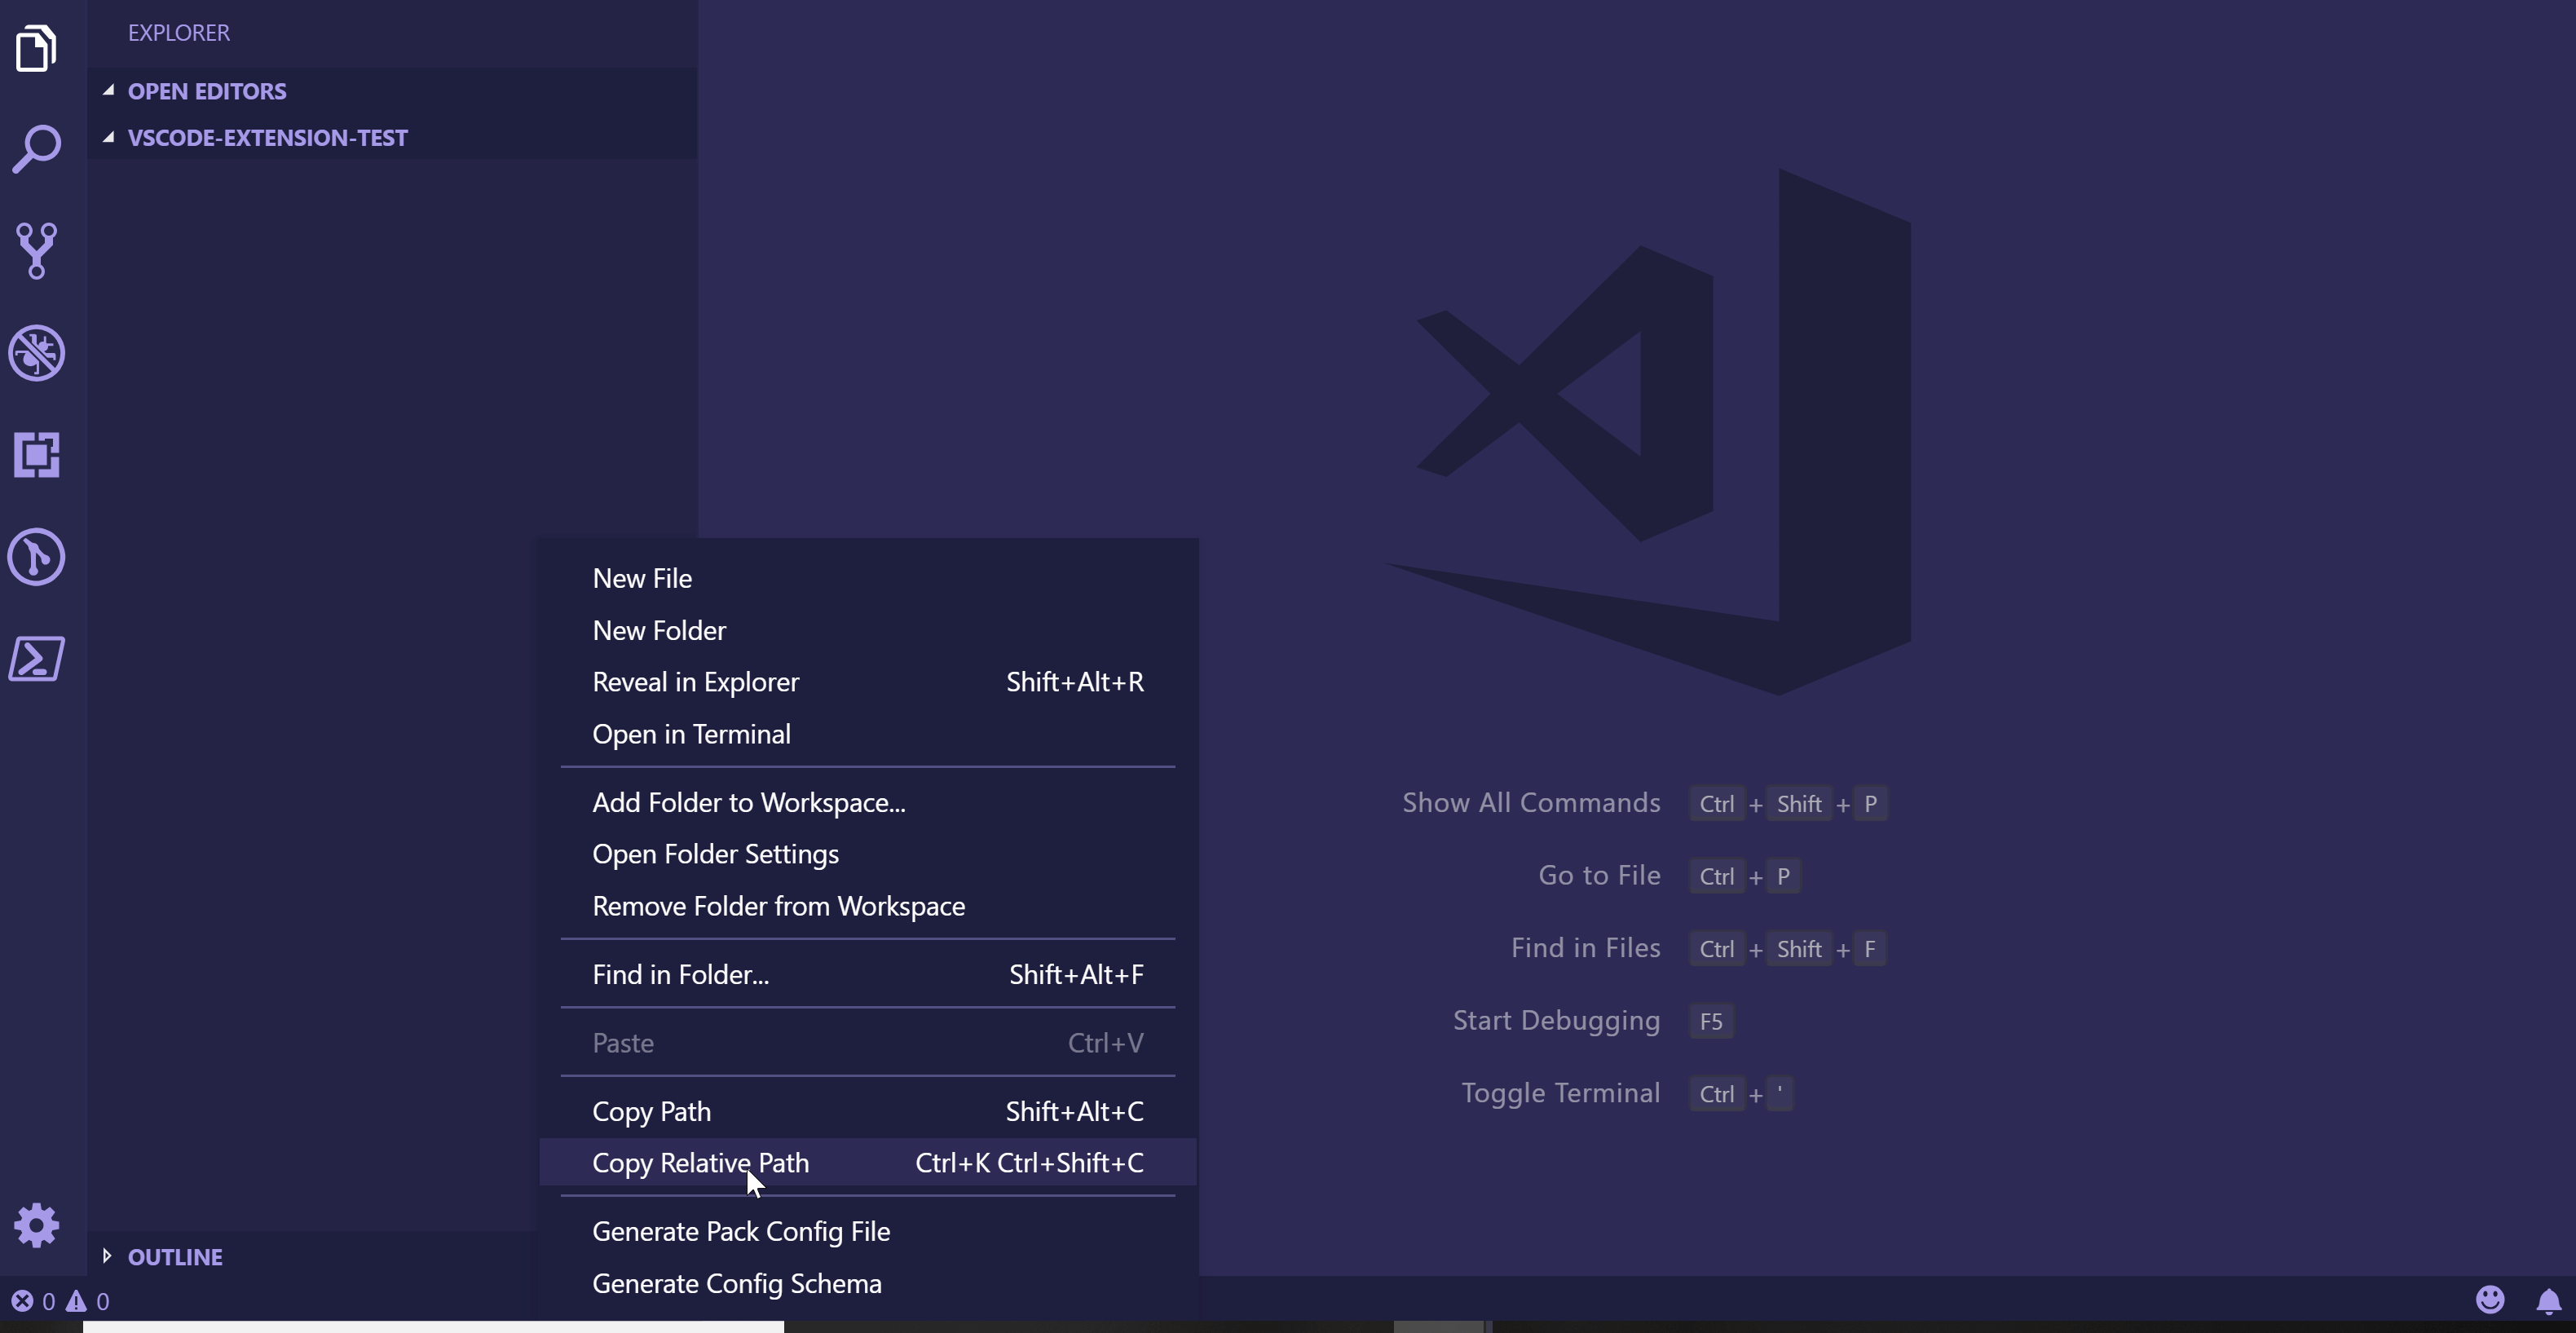 EXPLORER
OPEN EDITORS
VSCODE-EXTENSION-TEST
New File
New Folder
Reveal in Explorer Shift+Alt+R
Open in Terminal
Add Folder to Workspace...
Open Folder Settings
Remove Folder from Workspace
Find in Folder... Shift+Alt+F
Paste Ctrl+V
Copy Path Shift+Alt+C
Copy Relative Path Ctrl+K Ctrl+Shift+C
Generate Pack Config File
Generate Config Schema
Show All Commands Ctrl + Shift + P
Go to File Ctrl + P
Find in Files Ctrl + Shift + F
Start Debugging F5
Toggle Terminal Ctrl + '
OUTLINE
0 0